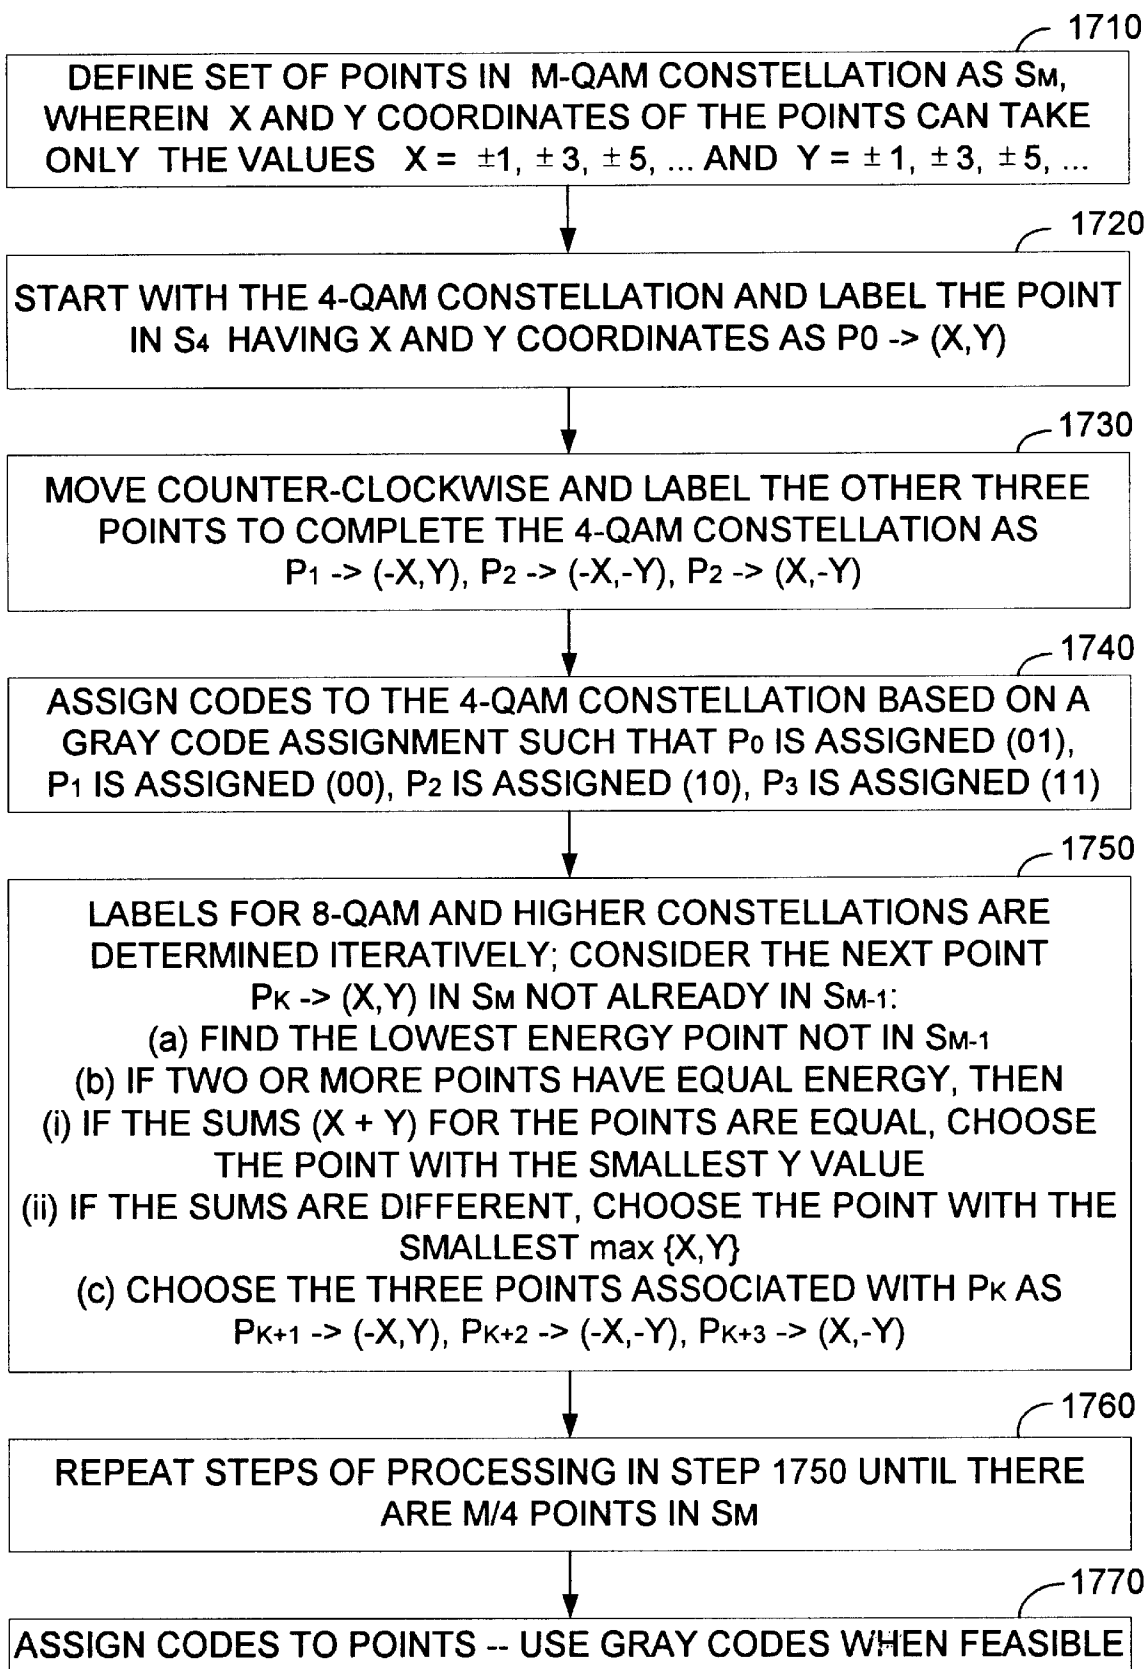 1710
DEFINE SET OF POINTS IN M-QAM CONSTELLATION AS SM,
WHEREIN X AND Y COORDINATES OF THE POINTS CAN TAKE
ONLY THE VALUES X = ±1, ± 3, ± 5, ... AND Y = ± 1, ± 3, ± 5, ...
1720
START WITH THE 4-QAM CONSTELLATION AND LABEL THE POINT
IN S4 HAVING X AND Y COORDINATES AS P0 -> (X,Y)
1730
MOVE COUNTER-CLOCKWISE AND LABEL THE OTHER THREE
POINTS TO COMPLETE THE 4-QAM CONSTELLATION AS
P1 -> (-X,Y), P2 -> (-X,-Y), P2 -> (X,-Y)
1740
ASSIGN CODES TO THE 4-QAM CONSTELLATION BASED ON A
GRAY CODE ASSIGNMENT SUCH THAT P0 IS ASSIGNED (01),
P1 IS ASSIGNED (00), P2 IS ASSIGNED (10), P3 IS ASSIGNED (11)
1750
LABELS FOR 8-QAM AND HIGHER CONSTELLATIONS ARE
DETERMINED ITERATIVELY; CONSIDER THE NEXT POINT
PK -> (X,Y) IN SM NOT ALREADY IN SM-1:
(a) FIND THE LOWEST ENERGY POINT NOT IN SM-1
(b) IF TWO OR MORE POINTS HAVE EQUAL ENERGY, THEN
(i) IF THE SUMS (X + Y) FOR THE POINTS ARE EQUAL, CHOOSE
THE POINT WITH THE SMALLEST Y VALUE
(ii) IF THE SUMS ARE DIFFERENT, CHOOSE THE POINT WITH THE
SMALLEST max {X,Y}
(c) CHOOSE THE THREE POINTS ASSOCIATED WITH PK AS
PK+1 -> (-X,Y), PK+2 -> (-X,-Y), PK+3 -> (X,-Y)
1760
REPEAT STEPS OF PROCESSING IN STEP 1750 UNTIL THERE
ARE M/4 POINTS IN SM
1770
ASSIGN CODES TO POINTS -- USE GRAY CODES WHEN FEASIBLE